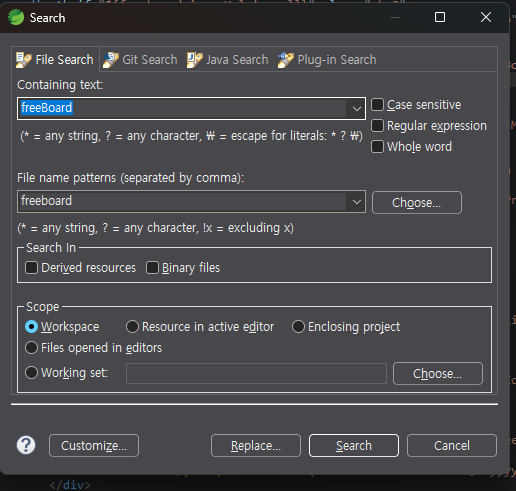 Search
File Search
Git Search
Java Search
Plug-in Search
Containing text:
freeBoard
Case sensitive
(* = any string, ? = any character, ₩ = escape for literals: * ? ₩)
Regular expression
Whole word
File name patterns (separated by comma):
freeboard
Choose...
(* = any string, ? = any character, !x = excluding x)
Search In
Derived resources
Binary files
Scope
Workspace
Resource in active editor
Enclosing project
Files opened in editors
Working set:
Choose...
?
Customize...
Replace...
Search
Cancel
</div>